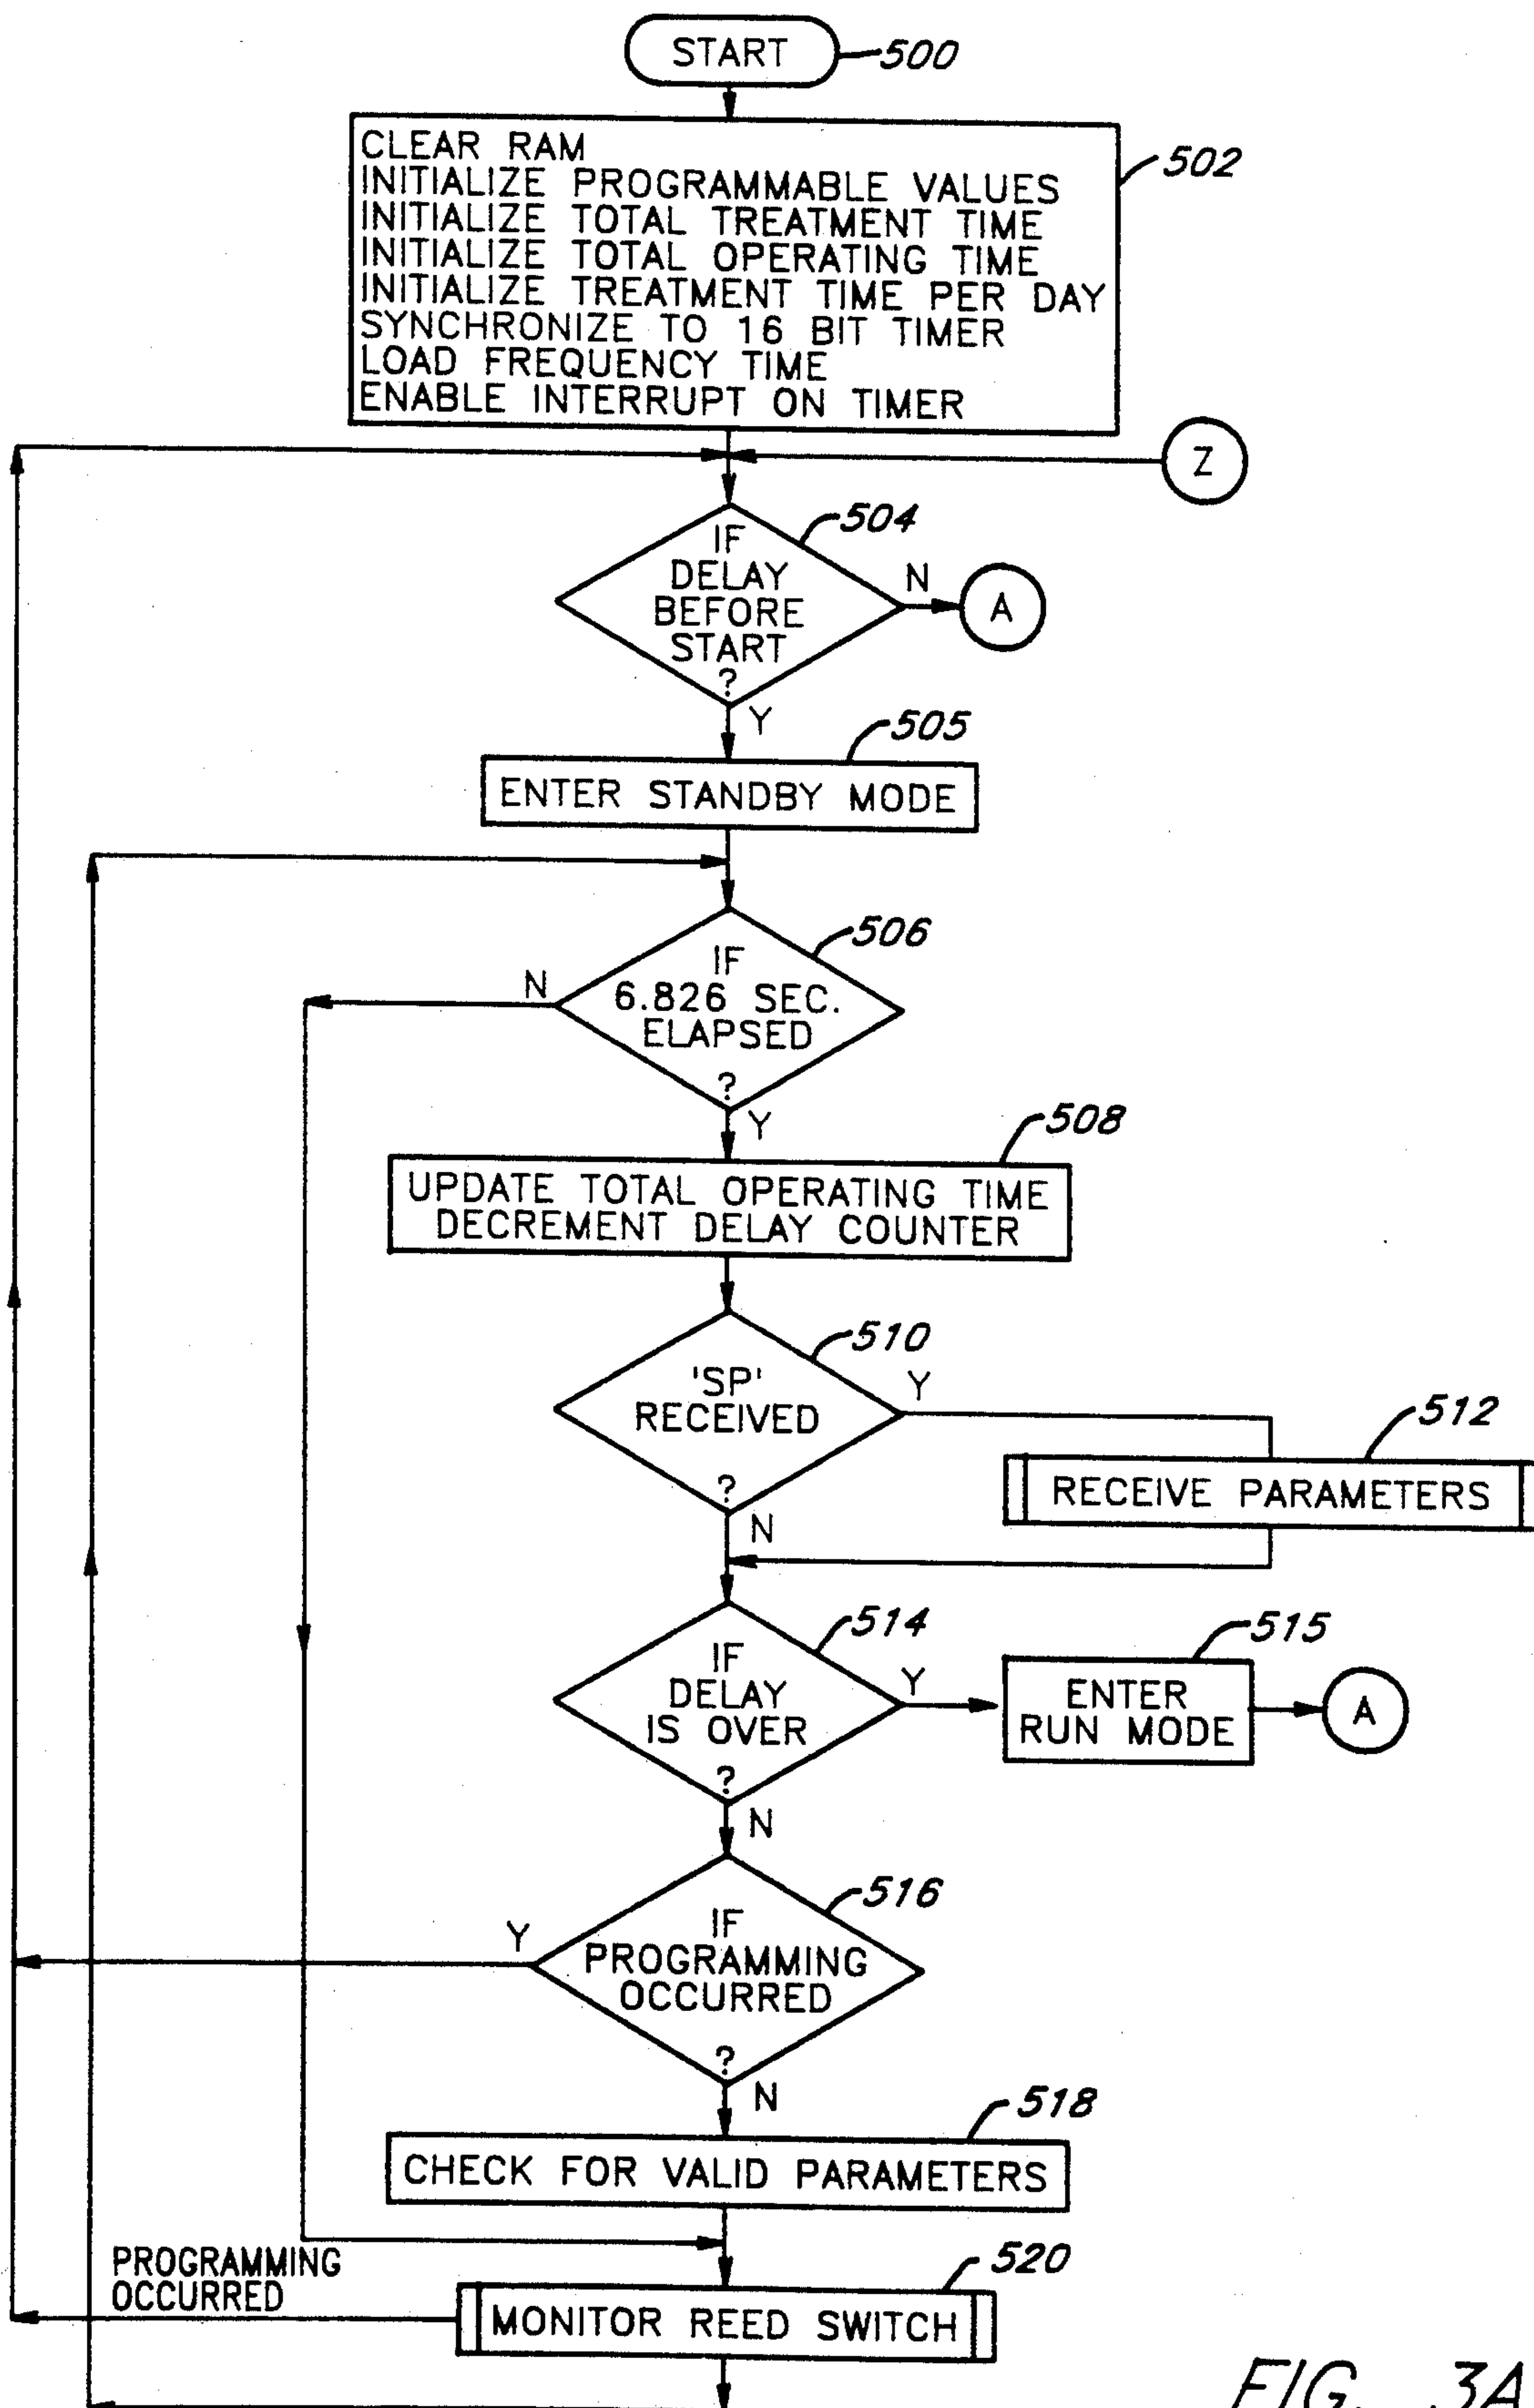 START
500
CLEAR RAM
INITIALIZE PROGRAMMABLE VALUES
INITIALIZE TOTAL TREATMENT TIME
INITIALIZE TOTAL OPERATING TIME
INITIALIZE TREATMENT TIME PER DAY
SYNCHRONIZE TO 16 BIT TIMER
LOAD FREQUENCY TIME
ENABLE INTERRUPT ON TIMER
502
Z
504
IF
DELAY
BEFORE
START
?
N
A
Y
505
ENTER STANDBY MODE
506
IF
6.826 SEC.
ELAPSED
?
N
Y
508
UPDATE TOTAL OPERATING TIME
DECREMENT DELAY COUNTER
510
'SP'
RECEIVED
?
Y
512
RECEIVE PARAMETERS
N
514
IF
DELAY
IS OVER
?
Y
515
ENTER
RUN MODE
A
N
516
IF
PROGRAMMING
OCCURRED
?
Y
N
518
CHECK FOR VALID PARAMETERS
PROGRAMMING
OCCURRED
520
MONITOR REED SWITCH
FIG. 3A